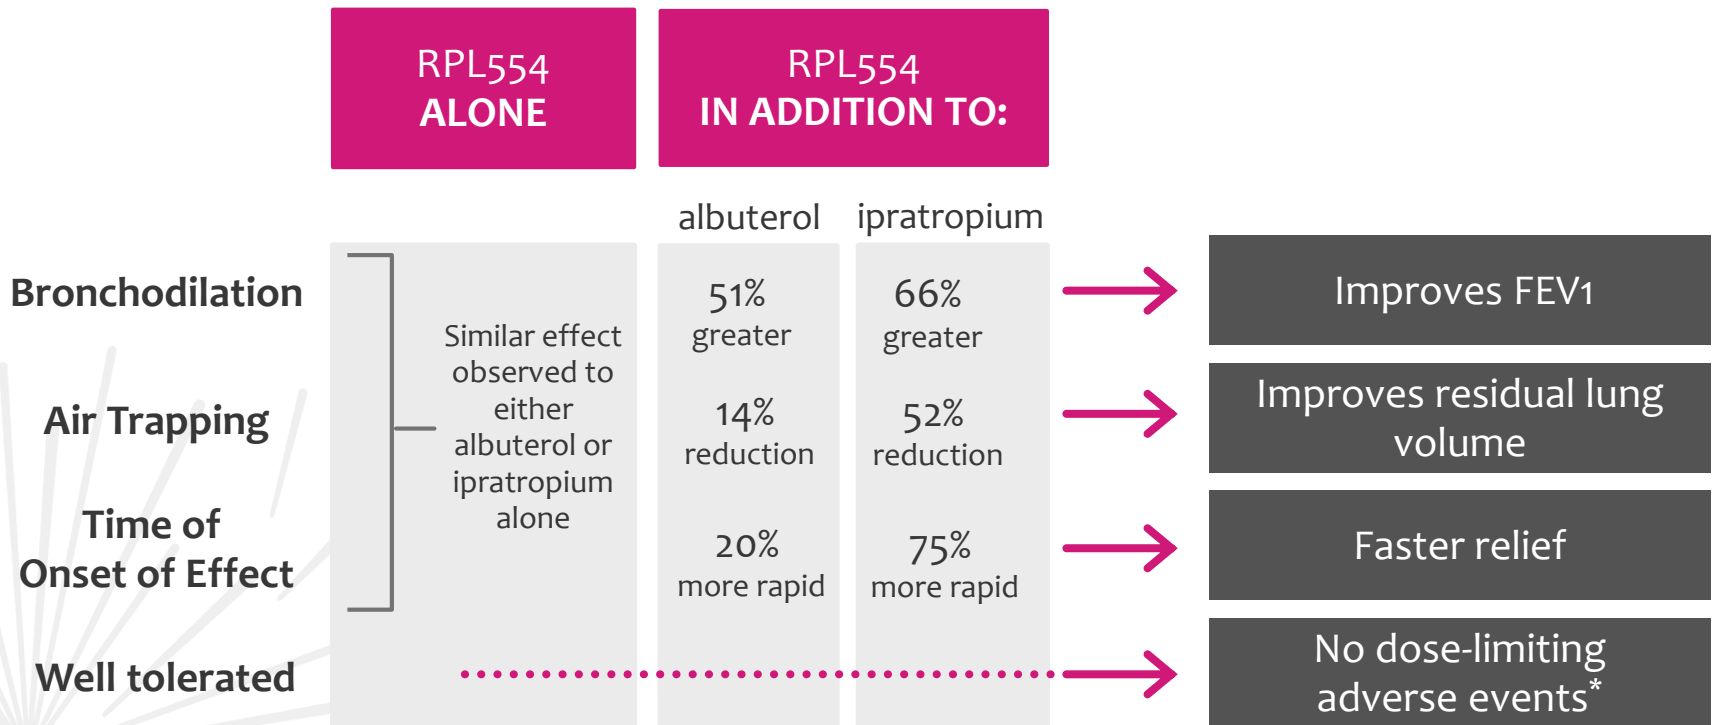 RPL554
ALONE
RPL554
IN ADDITION TO:
albuterol
ipratropium
Bronchodilation
Similar effect
observed to
either
albuterol or
ipratropium
alone
51%
greater
66%
greater
Improves FEV1
Air Trapping
14%
reduction
52%
reduction
Improves residual lung
volume
Time of
Onset of Effect
20%
more rapid
75%
more rapid
Faster relief
Well tolerated
No dose-limiting
adverse events*